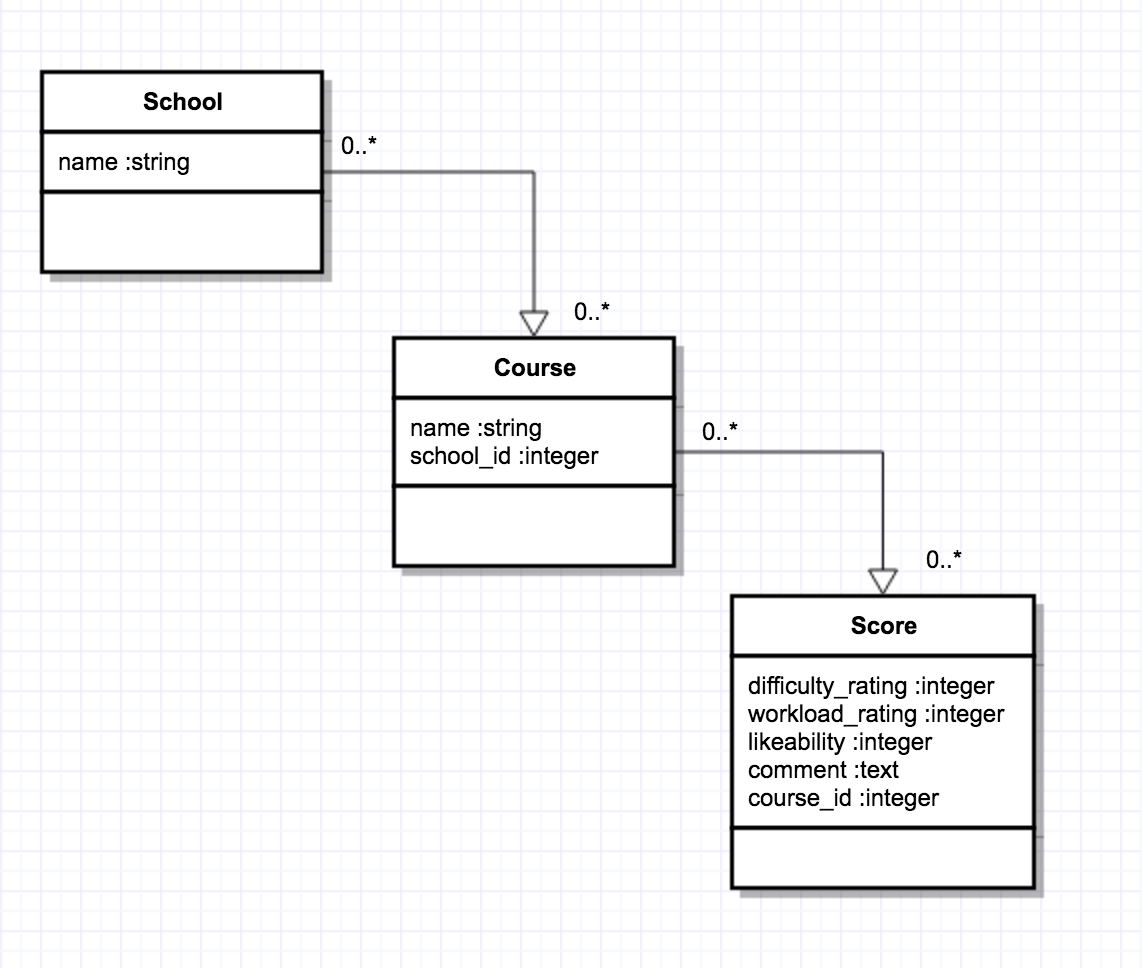 School
name :string
0..*
0..*
Course
name :string
school_id :integer
0..*
0..*
Score
difficulty_rating :integer
workload_rating :integer
likeability :integer
comment :text
course_id :integer